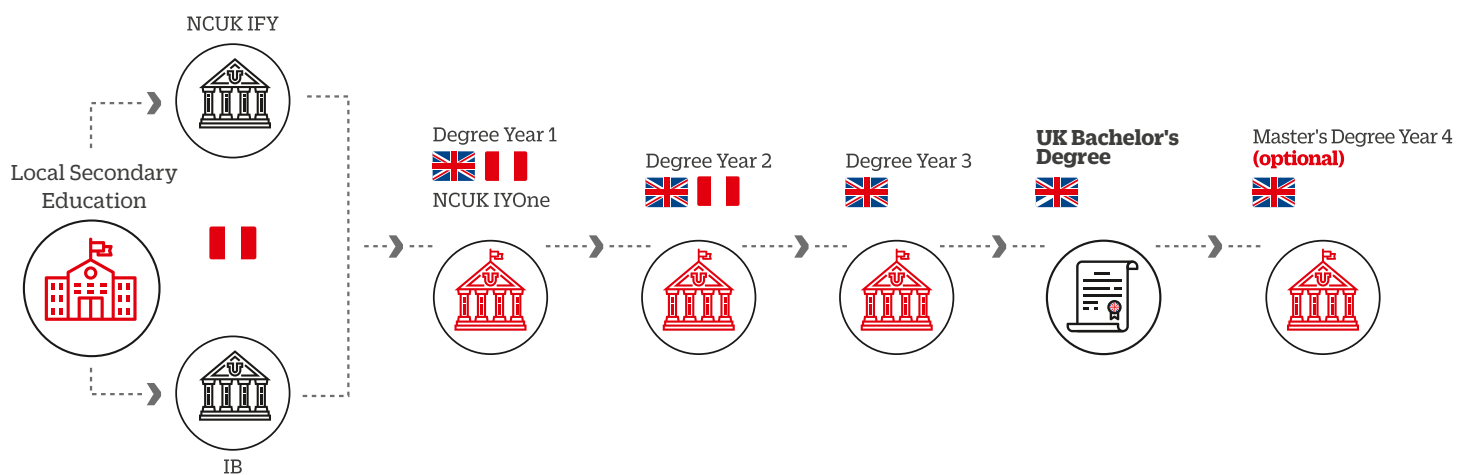 NCUK IFY
Local Secondary
Education
IB
Degree Year 1
NCUK IYOne
Degree Year 2
Degree Year 3
UK Bachelor's
Degree
Master's Degree Year 4
(optional)